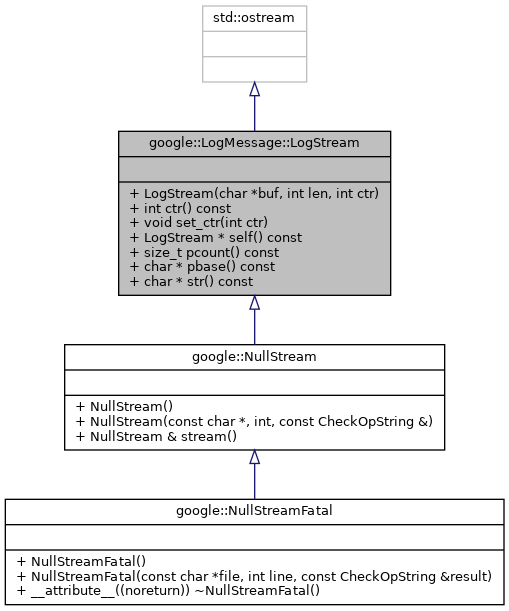 std::ostream
google::LogMessage::LogStream
+ LogStream(char *buf, int len, int ctr)
+ int ctr() const
+ void set_ctr(int ctr)
+ LogStream * self() const
+ size_t pcount() const
+ char * pbase() const
+ char * str() const
google::NullStream
+ NullStream()
+ NullStream(const char *, int, const CheckOpString &)
+ NullStream & stream()
google::NullStreamFatal
+ NullStreamFatal()
+ NullStreamFatal(const char *file, int line, const CheckOpString &result)
+ __attribute__((noreturn)) ~NullStreamFatal()